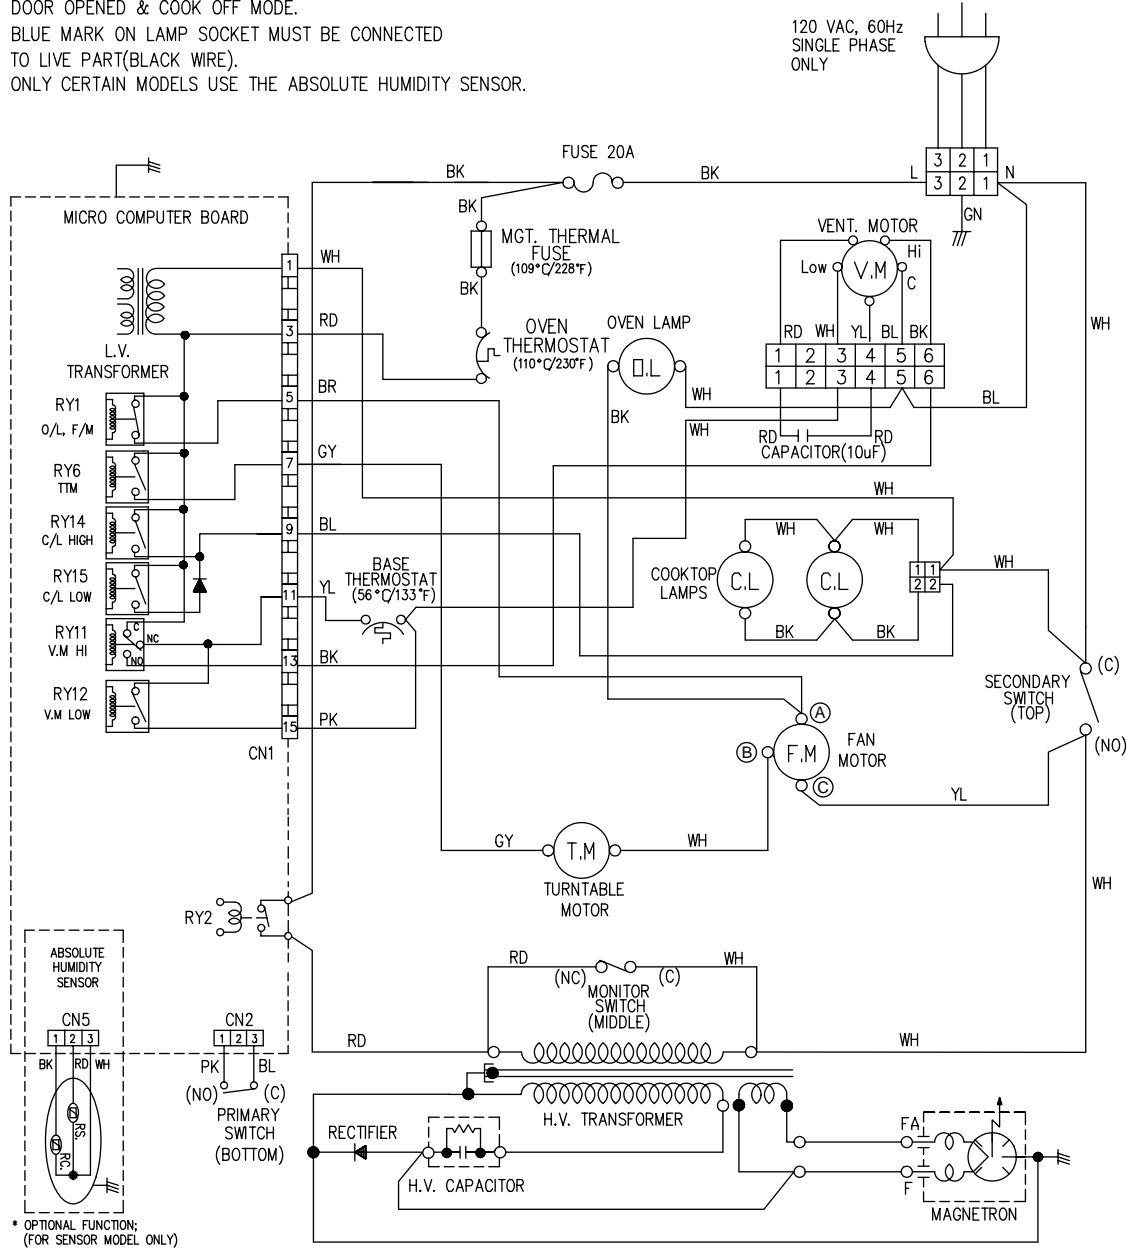 DOOR OPENED & COOK OFF MODE.
BLUE MARK ON LAMP SOCKET MUST BE CONNECTED
TO LIVE PART(BLACK WIRE).
ONLY CERTAIN MODELS USE THE ABSOLUTE HUMIDITY SENSOR.
120 VAC, 60Hz
SINGLE PHASE
ONLY
FUSE 20A
BK
BK
L
3 2 1
3 2 1
N
GN
MICRO COMPUTER BOARD
BK
MGT. THERMAL
FUSE
(109°C/228°F)
BK
VENT. MOTOR
Hi
Low
V.M
C
1
WH
3
RD
L.V.
TRANSFORMER
OVEN
THERMOSTAT
(110°C/230°F)
OVEN LAMP
O.L
WH
BK
RD WH YL BL BK
1 2 3 4 5 6
1 2 3 4 5 6
WH
BL
WH
RD
RD
CAPACITOR(10uF)
RY1
O/L, F/M
5
BR
RY6
TTM
7
GY
WH
RY14
C/L HIGH
9
BL
RY15
C/L LOW
11
YL
BASE
THERMOSTAT
(56°C/133°F)
WH
WH
COOKTOP
LAMPS
C.L
C.L
1 1
2 2
WH
BK
BK
RY11
V.M HI
C
NC
NO
13
BK
RY12
V.M LOW
15
PK
CN1
SECONDARY
SWITCH
(TOP)
(C)
(NO)
A
B
F.M
C
FAN
MOTOR
YL
GY
T.M
WH
TURNTABLE
MOTOR
WH
RY2
ABSOLUTE
HUMIDITY
SENSOR
CN5
1 2 3
BK RD WH
RS.
RC.
CN2
1 2 3
PK
BL
(NO)
(C)
PRIMARY
SWITCH
(BOTTOM)
RD
WH
(NC)
(C)
MONITOR
SWITCH
(MIDDLE)
RD
WH
H.V. TRANSFORMER
RECTIFIER
H.V. CAPACITOR
FA
F
MAGNETRON
* OPTIONAL FUNCTION;
(FOR SENSOR MODEL ONLY)